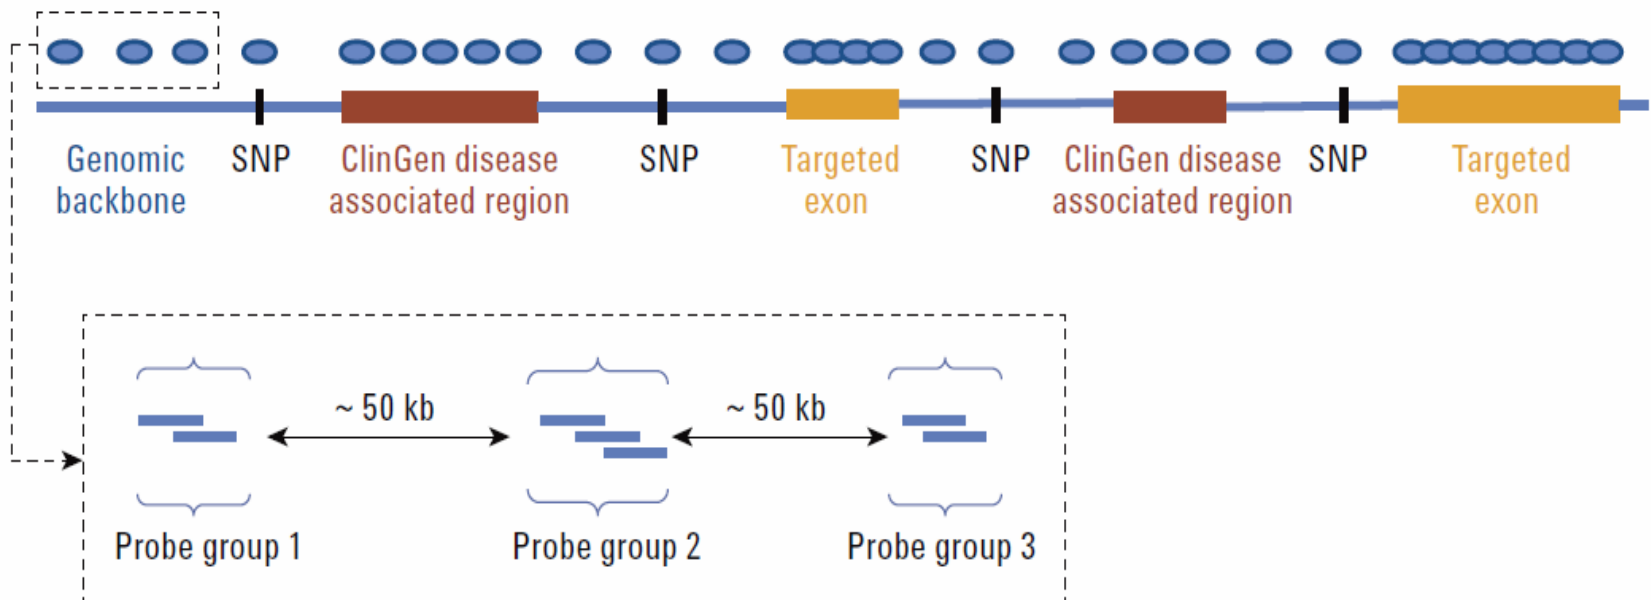 Genomic
backbone
SNP
ClinGen disease
associated region
SNP
Targeted
exon
SNP
ClinGen disease
associated region
SNP
Targeted
exon
~ 50 kb
~ 50 kb
Probe group 1
Probe group 2
Probe group 3